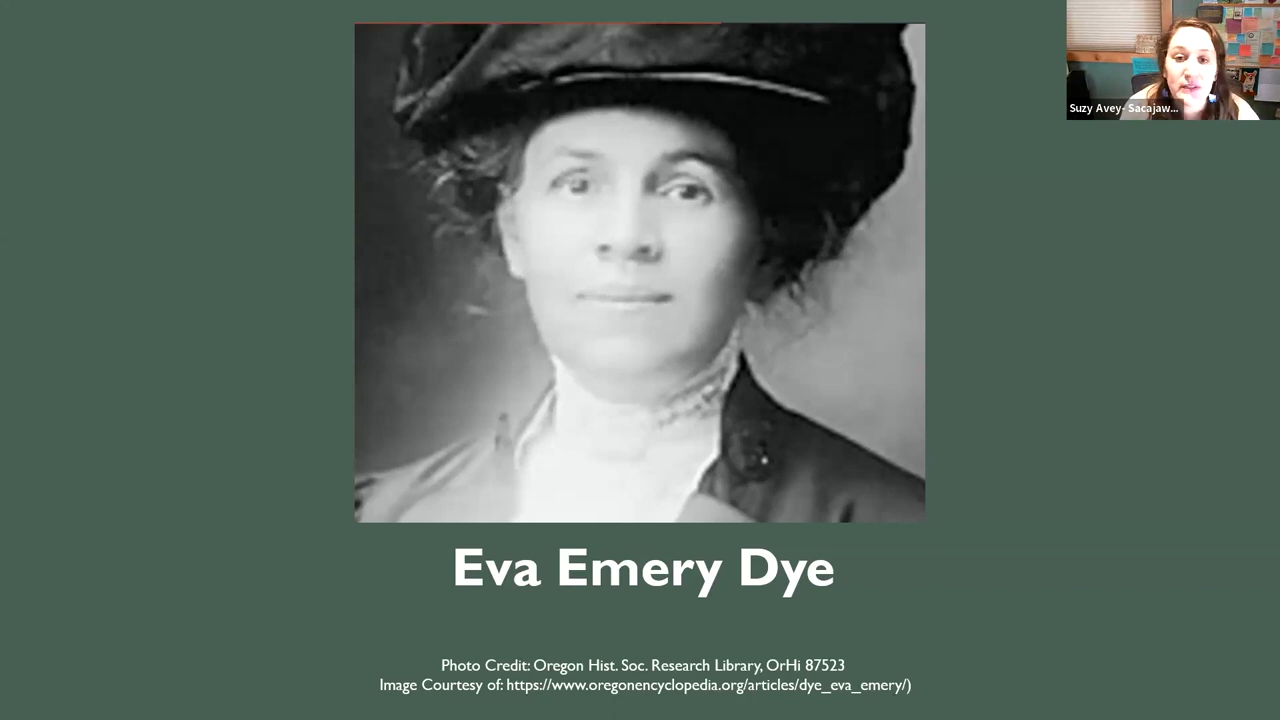 Suzy Avey- Sacajaw...
Eva Emery Dye
Photo Credit: Oregon Hist. Soc. Research Library, OrHi 87523
Image Courtesy of: https://www.oregonencyclopedia.org/articles/dye_eva_emery/)